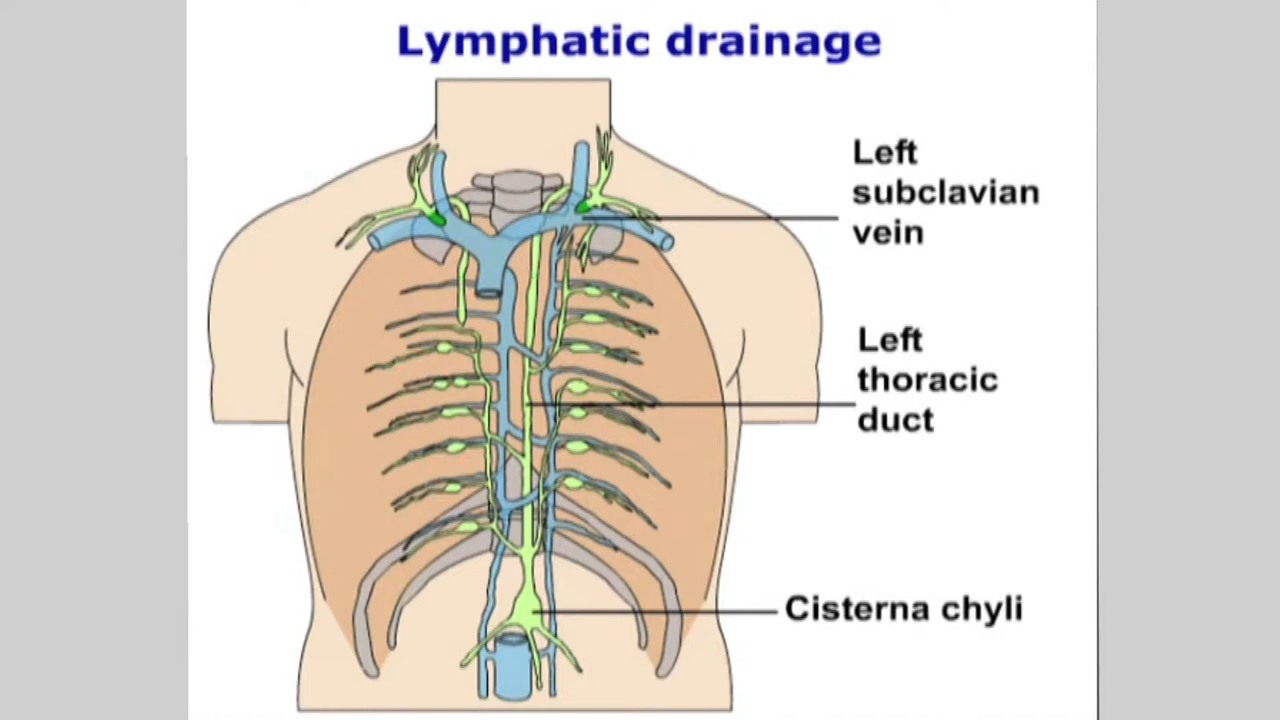 Lymphatic drainage
Left
subclavian
vein
Left
thoracic
duct
Cisterna chyli